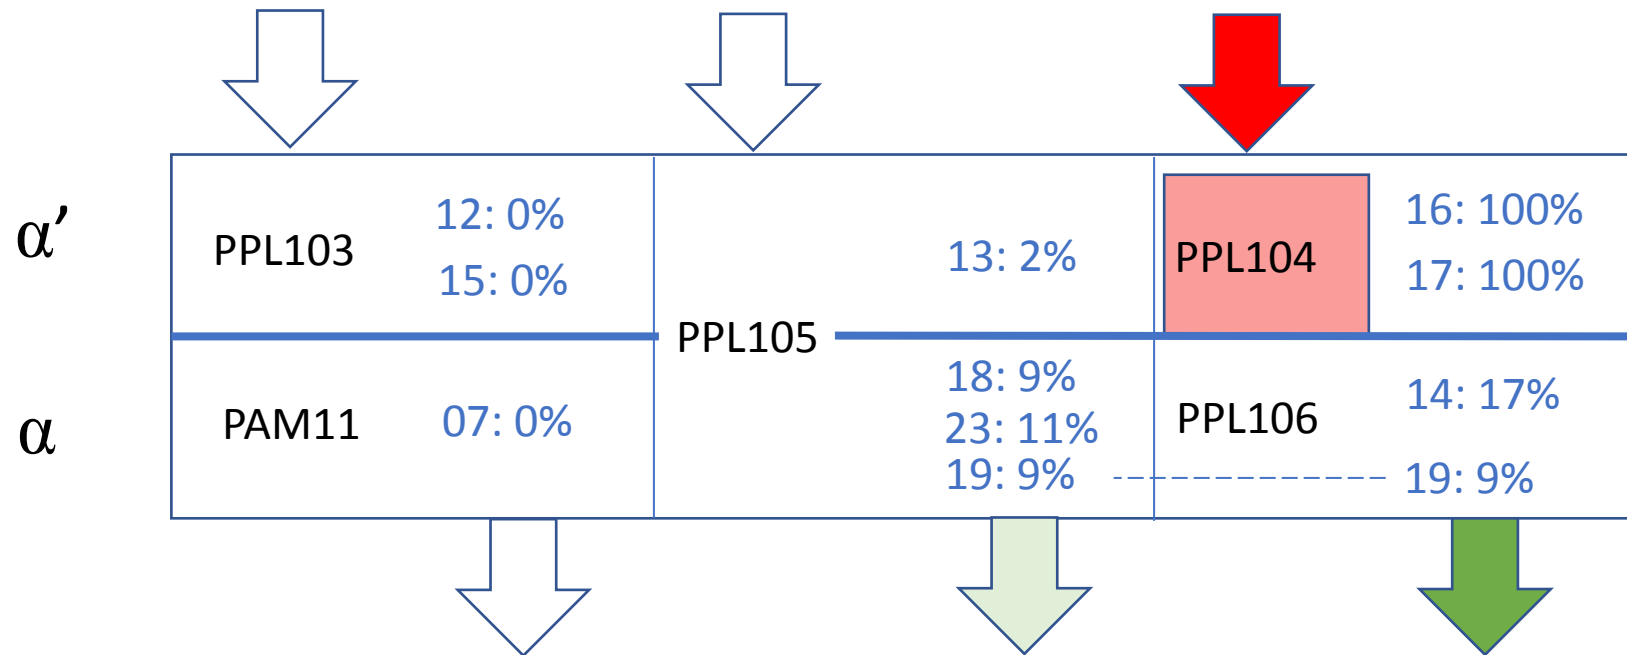 α′
PPL103
12: 0%
15: 0%
13: 2%
PPL104
16: 100%
17: 100%
PPL105
α
PAM11
07: 0%
18: 9%
23: 11%
19: 9%
PPL106
14: 17%
19: 9%